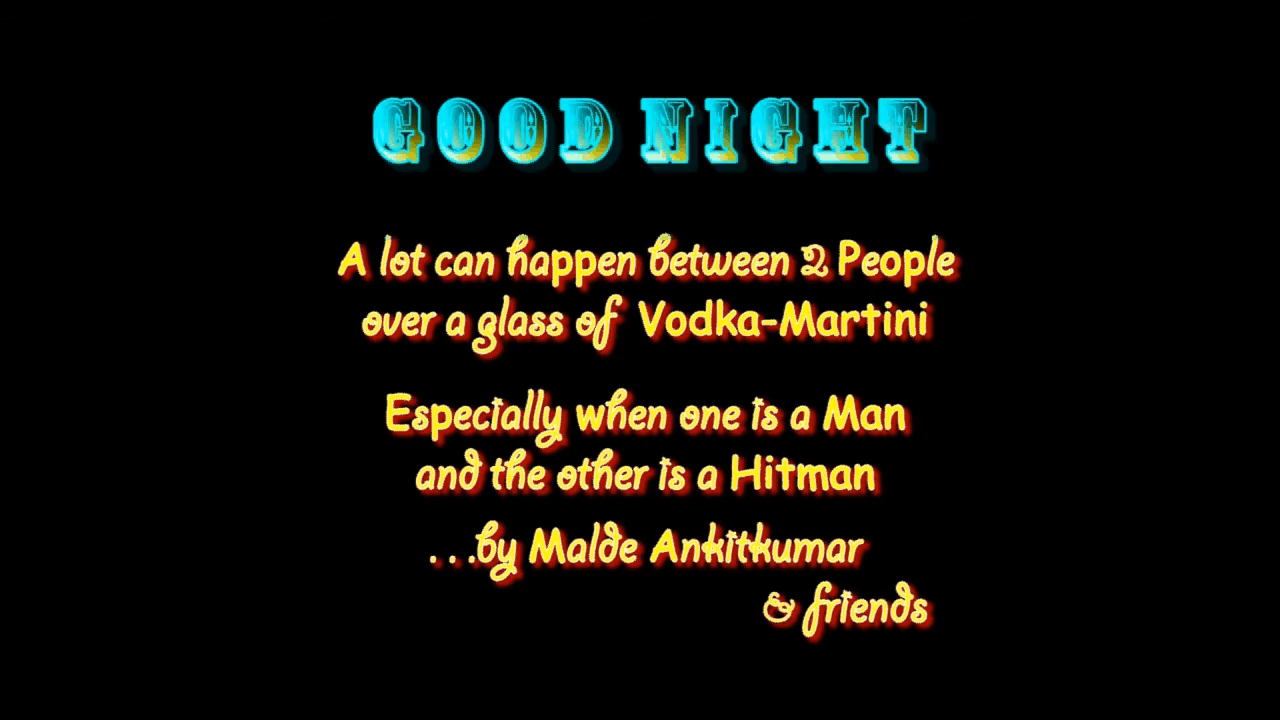 GOOD NIGHT
A lot can happen between 2 People
over a glass of Vodka-Martini
Especially when one is a Man
and the other is a Hitman
...by Malde Ankitkumar
& friends